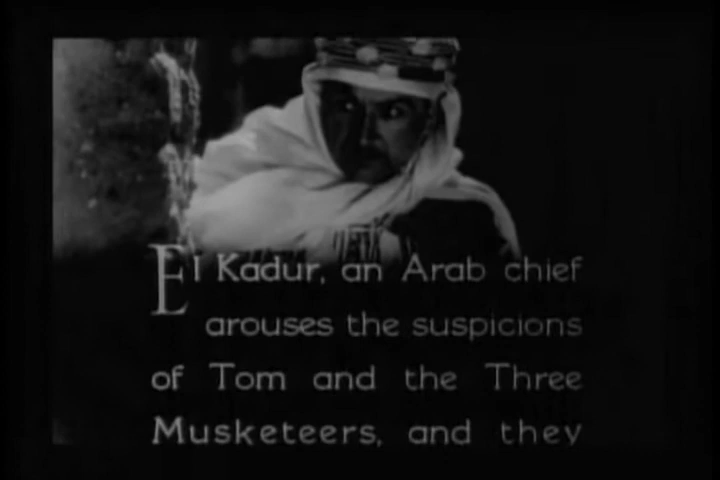 El Kadur, an Arab chief
arouses the suspicions
of Tom and the Three
Musketeers, and they